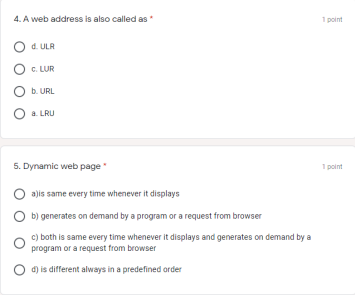 4. A web address is also called as *
1 point
d. ULR
c. LUR
b. URL
a. LRU
5. Dynamic web page *
1 point
a)is same every time whenever it displays
b) generates on demand by a program or a request from browser
c) both is same every time whenever it displays and generates on demand by a
program or a request from browser
d) is different always in a predefined order